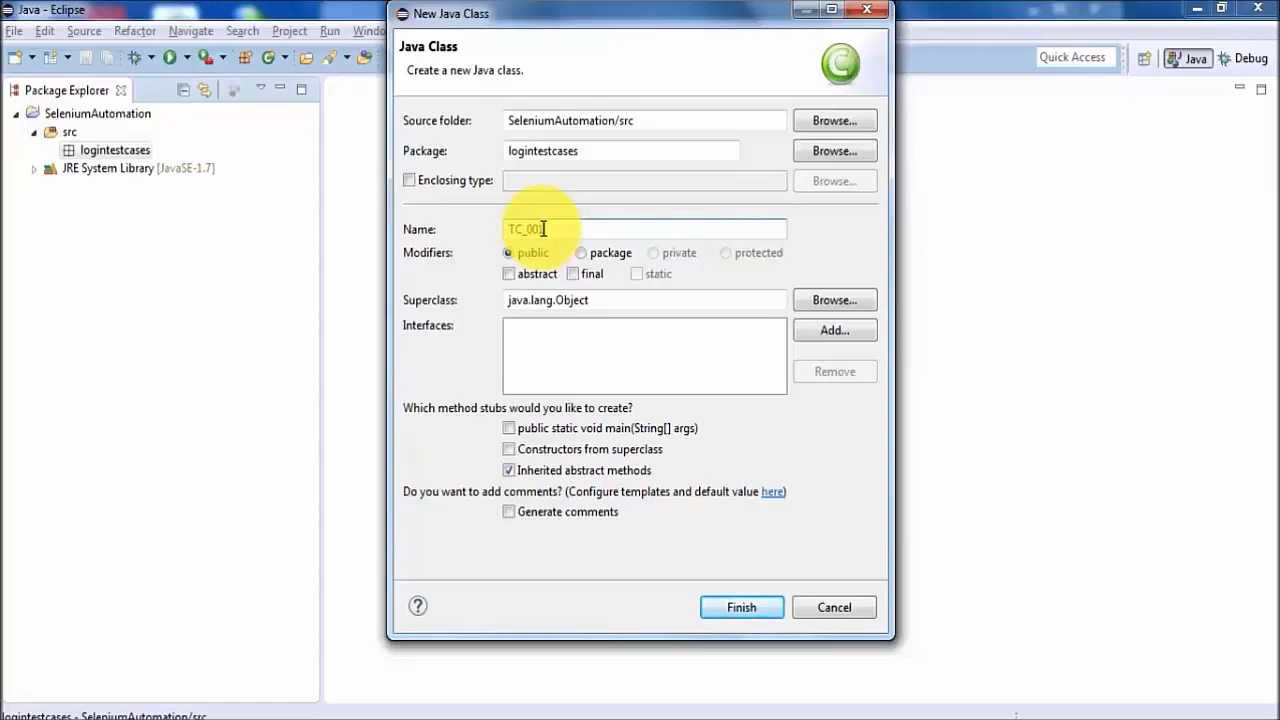 Java - Eclipse
New Java Class
File Edit Source Refactor Navigate Search Project Run
Java Class
Create a new Java class.
Quick Access
Java
Debug
Package Explorer
SeleniumAutomation
src
logintestcases
JRE System Library [JavaSE-1.7]
Source folder: SeleniumAutomation/src Browse...
Package: logintestcases Browse...
Enclosing type: Browse...
Name: TC_001
Modifiers: public package private protected
abstract final static
Superclass: java.lang.Object Browse...
Interfaces: Add...
Remove
Which method stubs would you like to create?
public static void main(String[] args)
Constructors from superclass
Inherited abstract methods
Do you want to add comments? (Configure templates and default value here)
Generate comments
? Finish Cancel
logintestcases - SeleniumAutomation/src